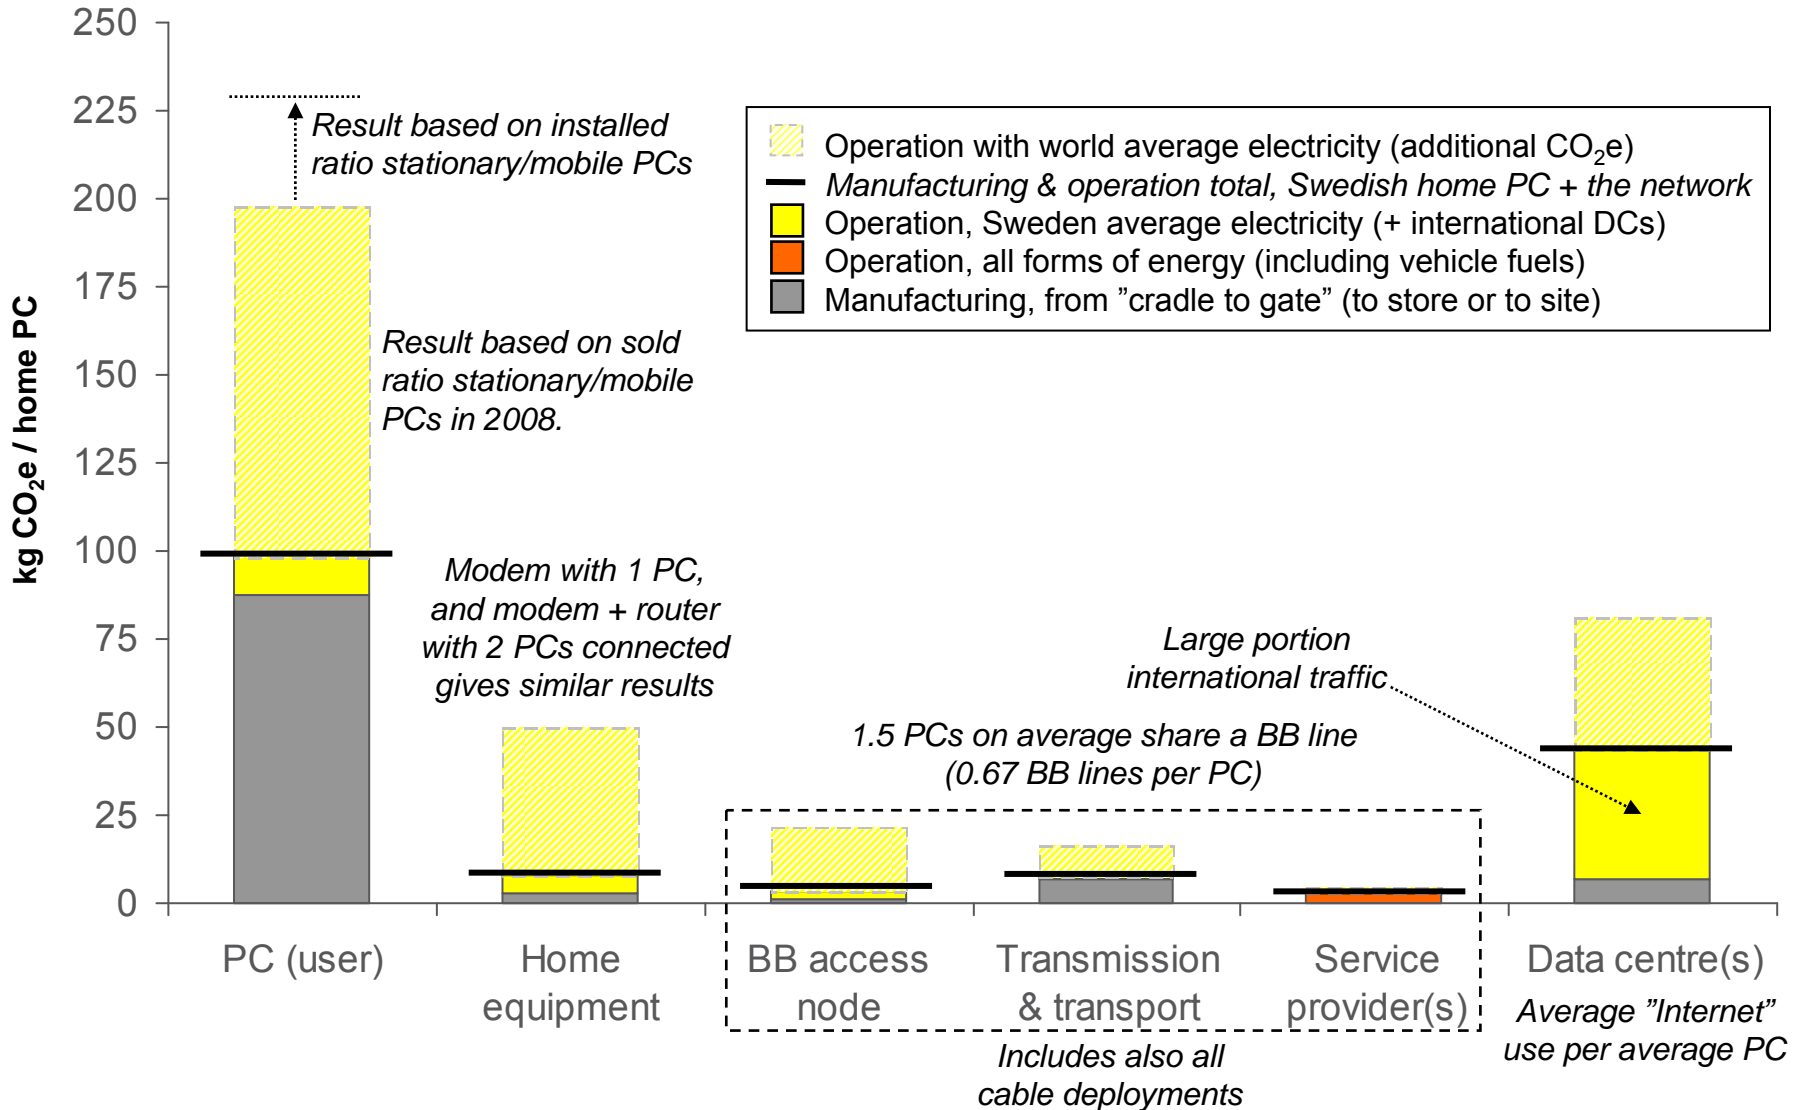 kg CO₂e / home PC
250
225
200
175
150
125
100
75
50
25
0
Result based on installed
ratio stationary/mobile PCs
Operation with world average electricity (additional CO₂e)
Manufacturing & operation total, Swedish home PC + the network
Operation, Sweden average electricity (+ international DCs)
Operation, all forms of energy (including vehicle fuels)
Manufacturing, from ”cradle to gate” (to store or to site)
Result based on sold
ratio stationary/mobile
PCs in 2008.
Modem with 1 PC,
and modem + router
with 2 PCs connected
gives similar results
Large portion
international traffic
1.5 PCs on average share a BB line
(0.67 BB lines per PC)
PC (user)
Home
equipment
BB access
node
Transmission
& transport
Service
provider(s)
Data centre(s)
Average ”Internet”
use per average PC
Includes also all
cable deployments